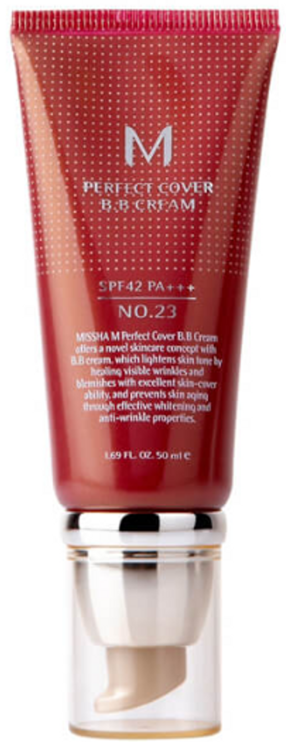 M
PERFECT COVER
B.B CREAM
SPF42 PA+++
NO.23
MISSHA M Perfect Cover B.B Cream
offers a novel skincare concept with
B.B cream, which lightens skin tone by
healing visible wrinkles and
blemishes with excellent skin-cover
ability, and prevents skin aging
through effective whitening and
anti-wrinkle properties.
1.69 FL. OZ. 50 ml e